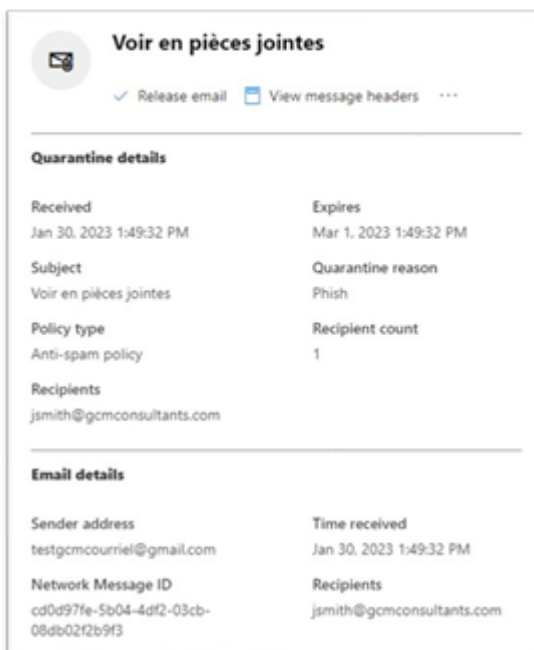 Voir en pièces jointes
Release email View message headers ...
Quarantine details
Received Expires
Jan 30, 2023 1:49:32 PM Mar 1, 2023 1:49:32 PM
Subject Quarantine reason
Voir en pièces jointes Phish
Policy type Recipient count
Anti-spam policy 1
Recipients
jsmith@gcmconsultants.com
Email details
Sender address Time received
testgcmcourriel@gmail.com Jan 30, 2023 1:49:32 PM
Network Message ID Recipients
cd0d97fe-5b04-4df2-03cb- jsmith@gcmconsultants.com
08db02f2b9f3